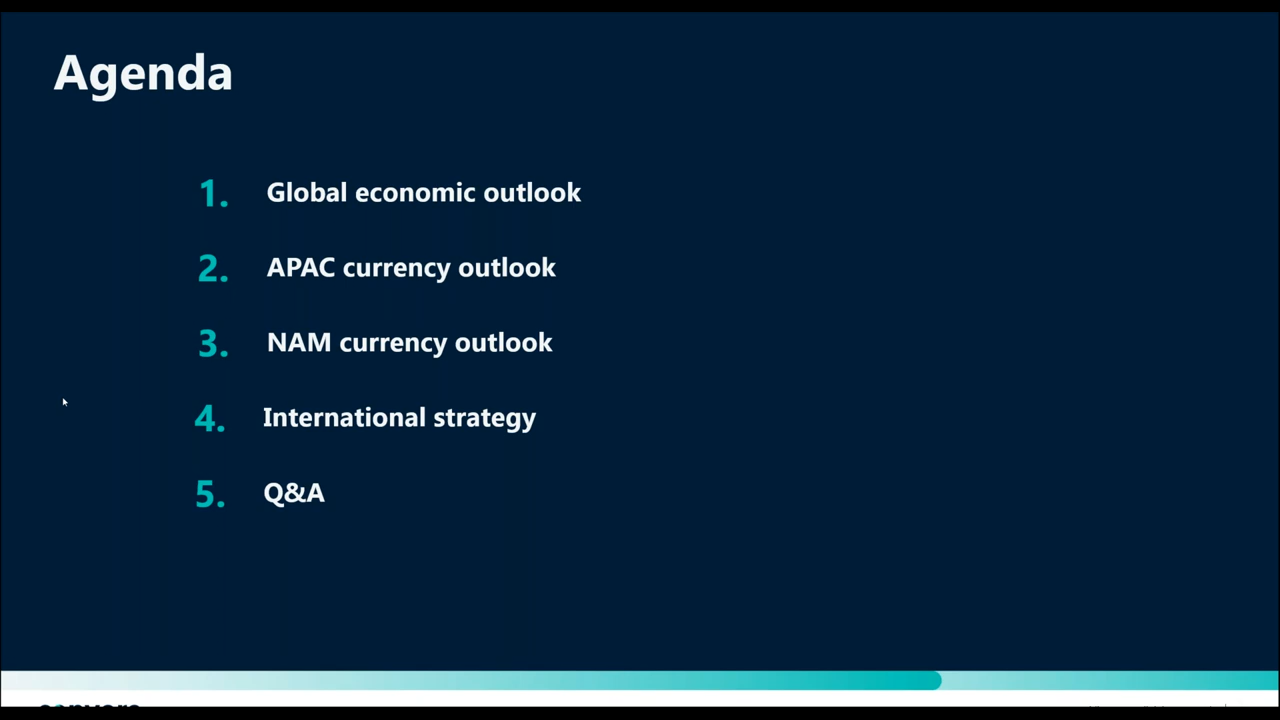 Agenda
1. Global economic outlook
2. APAC currency outlook
3. NAM currency outlook
4. International strategy
5. Q&A